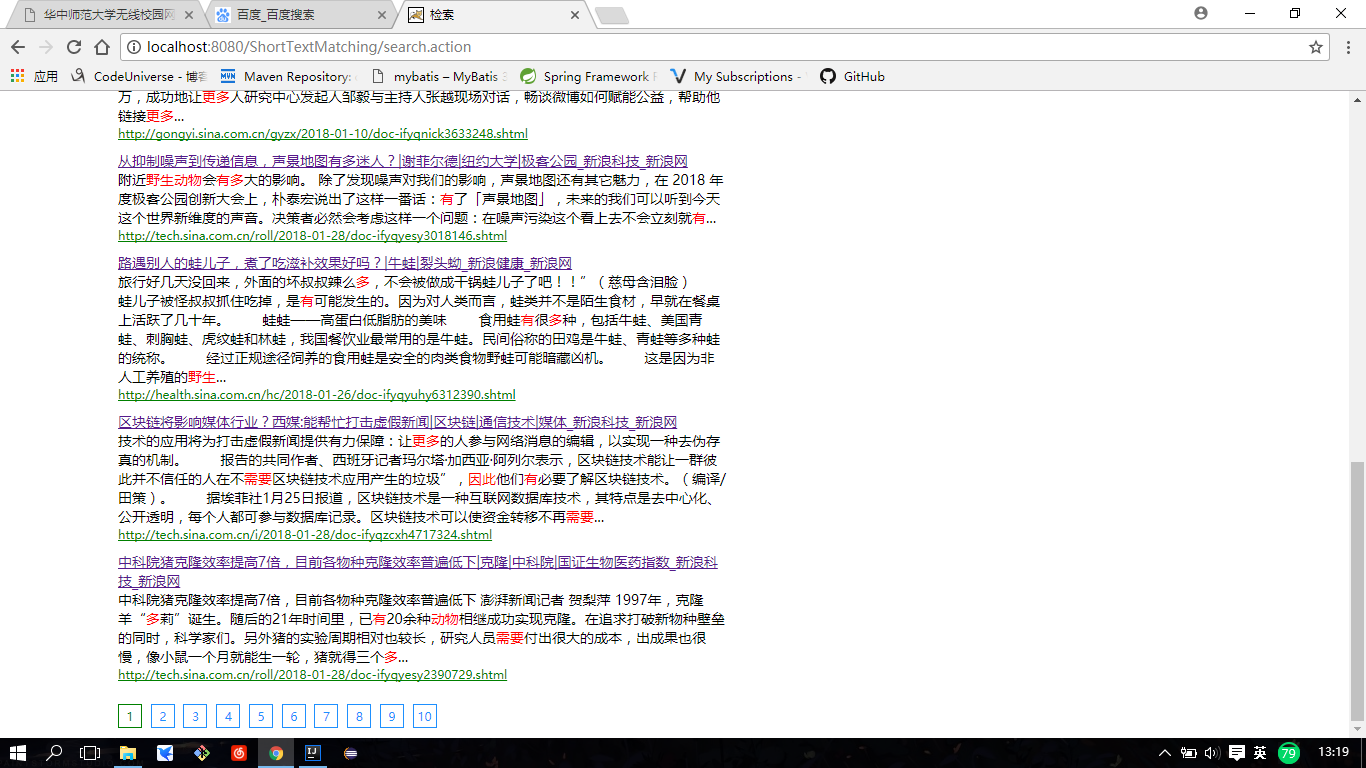 华中师范大学无线校园网
百度_百度搜索
检索
localhost:8080/ShortTextMatching/search.action
应用
CodeUniverse - 博客
Maven Repository:
mybatis – MyBatis 3
Spring Framework
My Subscriptions -
GitHub
万，成功地让更多人研究中心发起人邹毅与主持人张越现场对话，畅谈微博如何赋能公益，帮助他
链接更多...
http://gongyi.sina.com.cn/gyzx/2018-01-10/doc-ifyqnick3633248.shtml
从抑制噪声到传递信息，声景地图有多迷人？|谢菲尔德|纽约大学|极客公园_新浪科技_新浪网
附近野生动物会有多大的影响。 除了发现噪声对我们的影响，声景地图还有其它魅力，在 2018 年
度极客公园创新大会上，朴泰宏说出了这样一番话：有了「声景地图」，未来的我们可以听到今天
这个世界新维度的声音。决策者必然会考虑这样一个问题：在噪声污染这个看上去不会立刻就有...
http://tech.sina.com.cn/roll/2018-01-28/doc-ifyqyesy3018146.shtml
路遇别人的蛙儿子，煮了吃滋补效果好吗？|牛蛙|裂头蚴_新浪健康_新浪网
旅行好几天没回来，外面的坏叔叔辣么多，不会被做成干锅蛙儿子了吧！！”（慈母含泪脸）
蛙儿子被怪叔叔抓住吃掉，是有可能发生的。因为对人类而言，蛙类并不是陌生食材，早就在餐桌
上活跃了几十年。 蛙蛙——高蛋白低脂肪的美味 食用蛙有很多种，包括牛蛙、美国青
蛙、刺胸蛙、虎纹蛙和林蛙，我国餐饮业最常用的是牛蛙。民间俗称的田鸡是牛蛙、青蛙等多种蛙
的统称。 经过正规途径饲养的食用蛙是安全的肉类食物野蛙可能暗藏凶机。 这是因为非
人工养殖的野生...
http://health.sina.com.cn/hc/2018-01-26/doc-ifyqyuhy6312390.shtml
区块链将影响媒体行业？西媒:能帮忙打击虚假新闻|区块链|通信技术|媒体_新浪科技_新浪网
技术的应用将为打击虚假新闻提供有力保障：让更多的人参与网络消息的编辑，以实现一种去伪存
真的机制。 报告的共同作者、西班牙记者玛尔塔·加西亚·阿列尔表示，区块链技术能让一群彼
此并不信任的人在不需要区块链技术应用产生的垃圾”，因此他们有必要了解区块链技术。（编译/
田策）。 据埃菲社1月25日报道，区块链技术是一种互联网数据库技术，其特点是去中心化、
公开透明，每个人都可参与数据库记录。区块链技术可以使资金转移不再需要...
http://tech.sina.com.cn/i/2018-01-28/doc-ifyqzcxh4717324.shtml
中科院猪克隆效率提高7倍，目前各物种克隆效率普遍低下|克隆|中科院|国证生物医药指数_新浪科
技_新浪网
中科院猪克隆效率提高7倍，目前各物种克隆效率普遍低下 澎湃新闻记者 贺梨萍 1997年，克隆
羊“多莉”诞生。随后的21年时间里，已有20余种动物相继成功实现克隆。在追求打破新物种壁垒
的同时，科学家们。另外猪的实验周期相对也较长，研究人员需要付出很大的成本，出成果也很
慢，像小鼠一个月就能生一轮，猪就得三个多...
http://tech.sina.com.cn/roll/2018-01-28/doc-ifyqyesy2390729.shtml
1 2 3 4 5 6 7 8 9 10
英 79 13:19